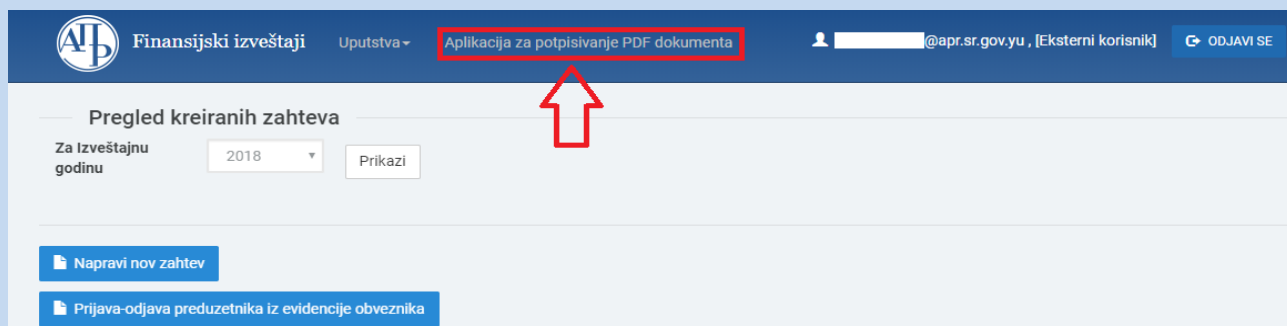 АПР Finansijski izveštaji Uputstva Aplikacija za potpisivanje PDF dokumenta @apr.sr.gov.yu , [Eksterni korisnik] ODJAVI SE
Pregled kreiranih zahteva
Za Izveštajnu
godinu
2018 Prikazi
Napravi nov zahtev
Prijava-odjava preduzetnika iz evidencije obveznika